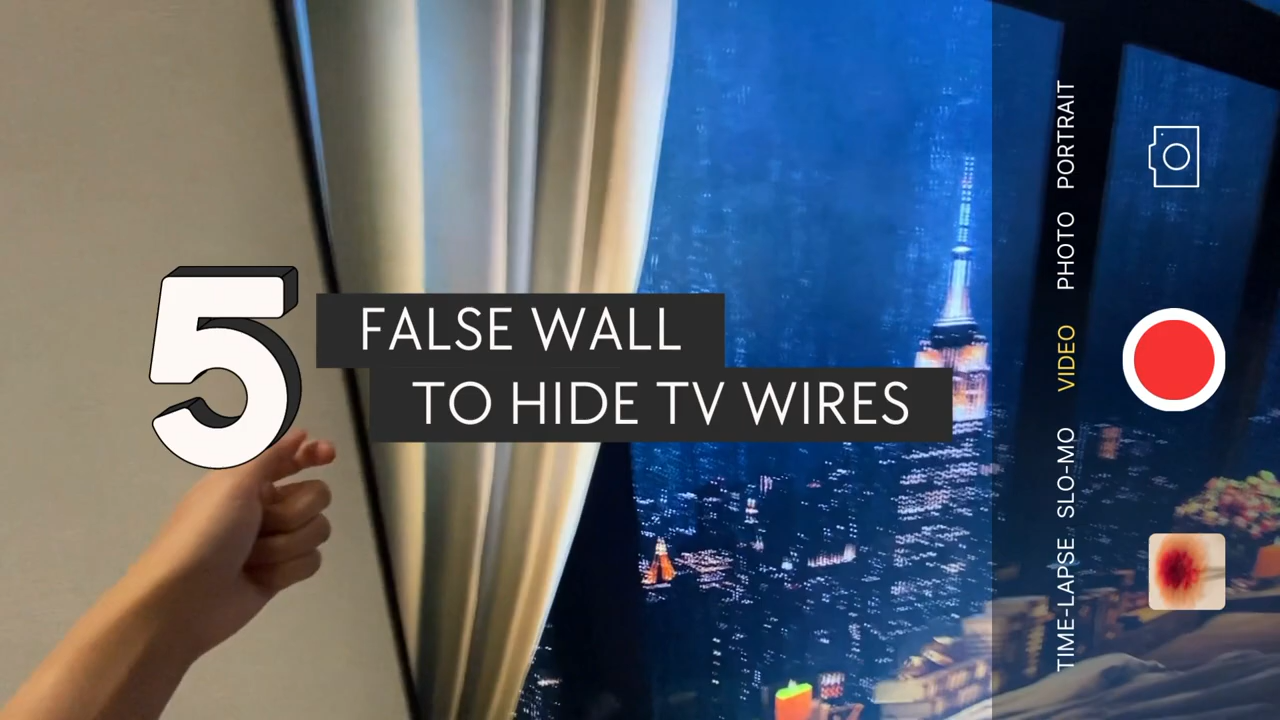 5
FALSE WALL
TO HIDE TV WIRES
TIME-LAPSE SLO-MO VIDEO PHOTO PORTRAIT